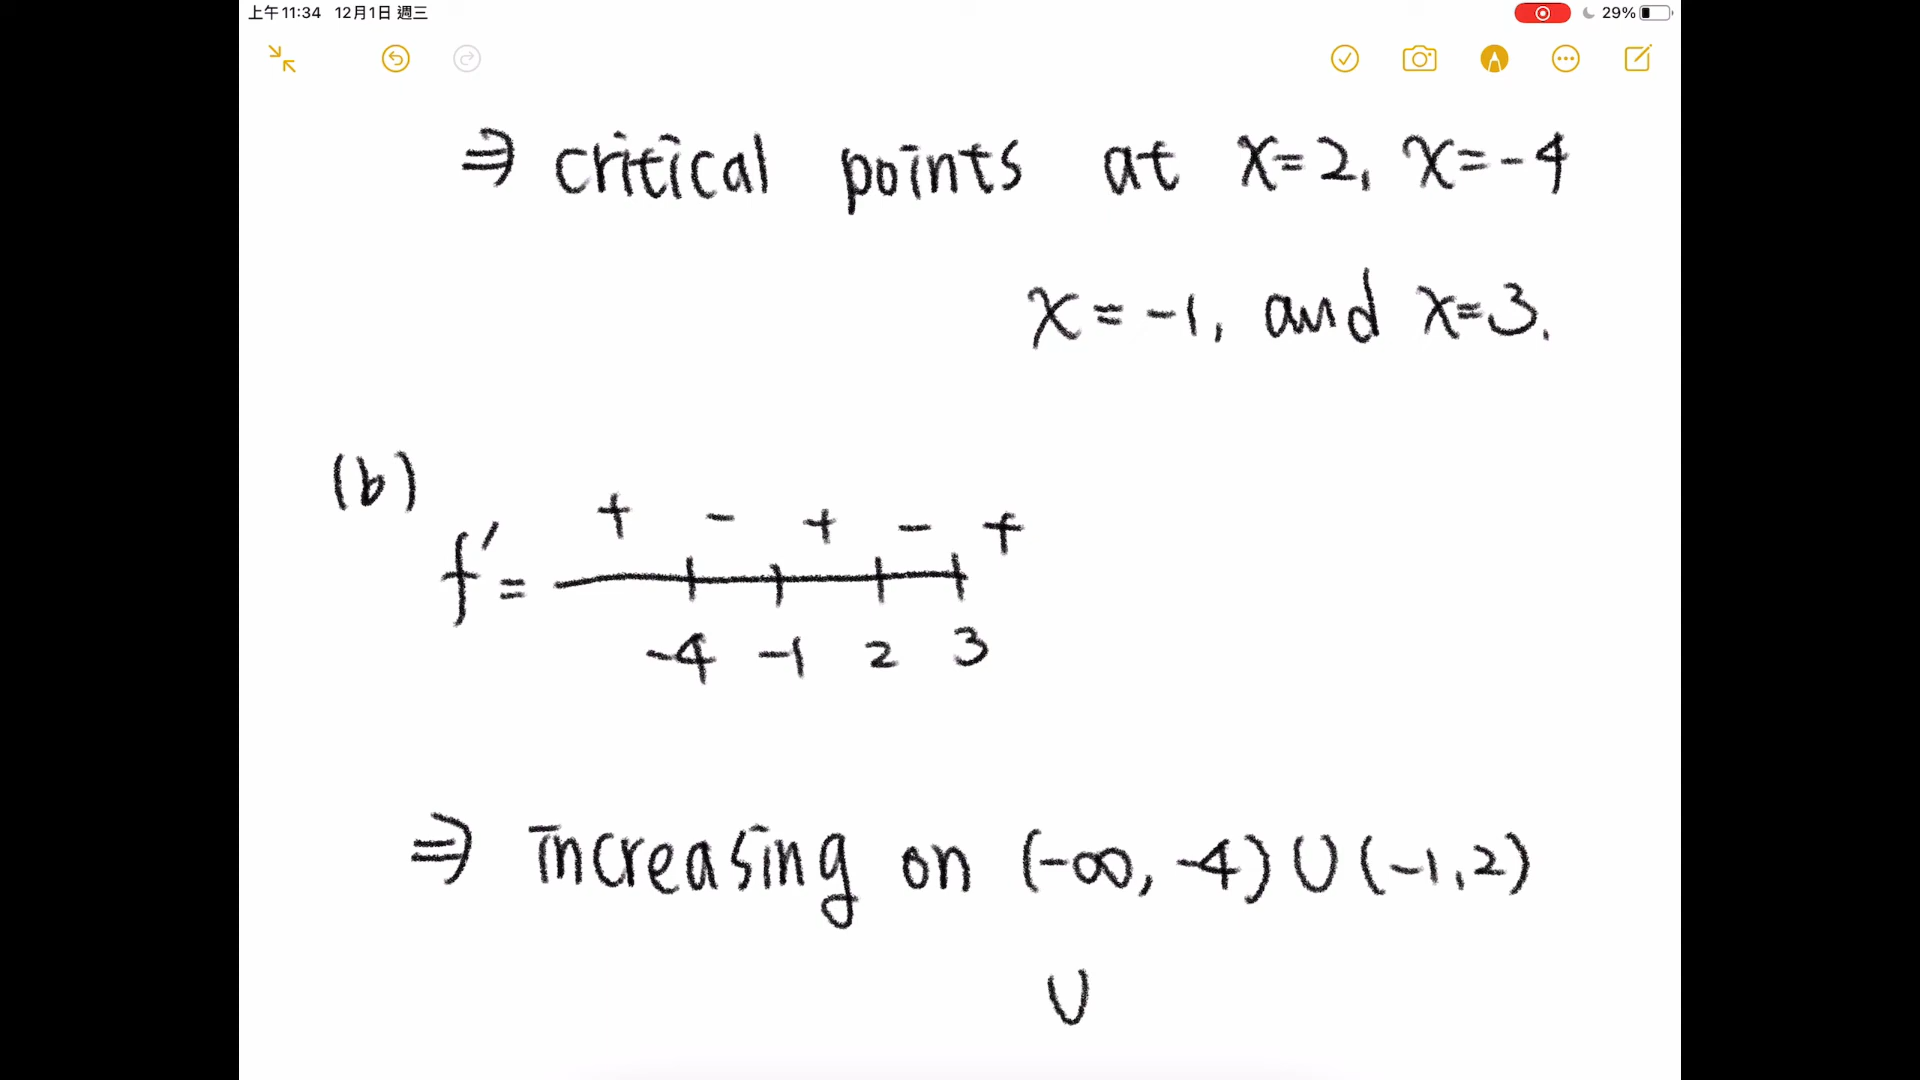 上午11:34 12月1日 週三 29%
⇒ critical points at x=2, x=-4
x=-1, and x=3.
(b)
+ - + - +
f'=
-4 -1 2 3
⇒ increasing on (-∞, -4) ∪ (-1,2)
∪